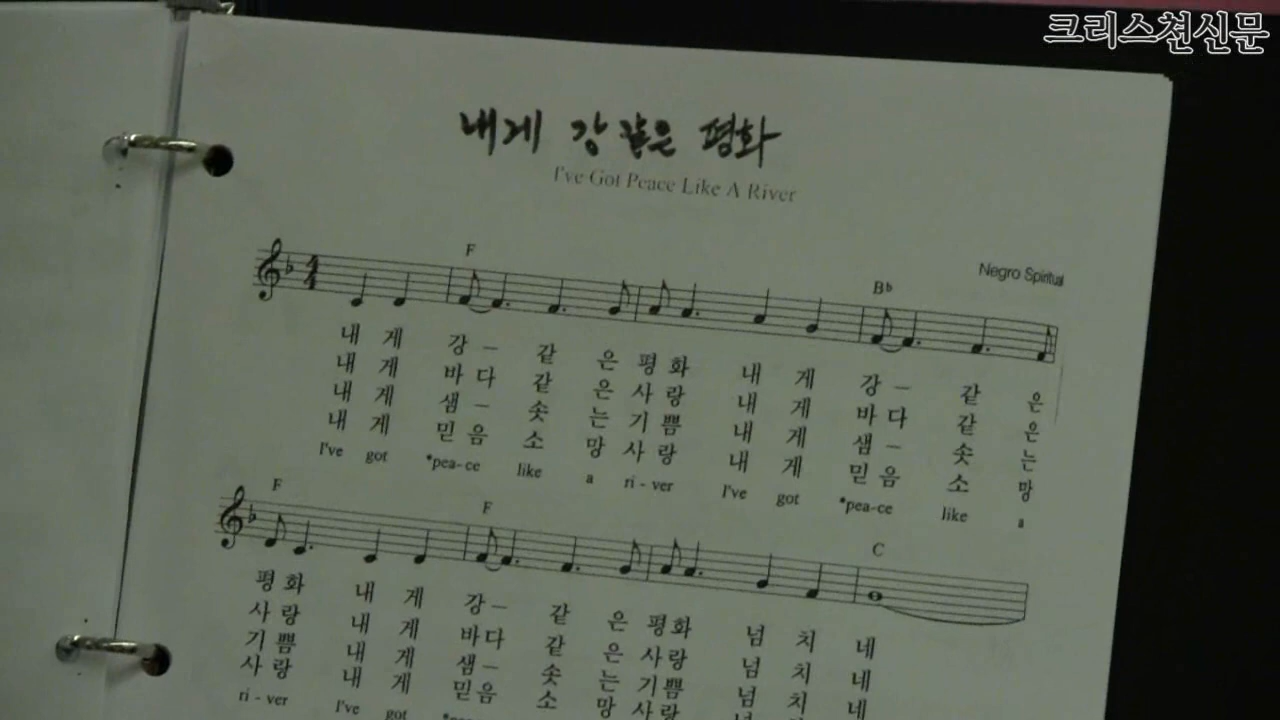 크리스천신문
내게 강 같은 평화
I've Got Peace Like A River
Negro Spiritual
F B♭
내 게 강 – 같 은 평 화 내 게 강 – 같 은
내 게 바 다 같 은 사 랑 내 게 바 다 같 은
내 게 샘 – 솟 는 기 쁨 내 게 샘 – 솟 는
내 게 믿 음 소 망 사 랑 내 게 믿 음 소 망
I've got *pea-ce like a ri - ver I've got *pea-ce like a
F F C
평 화 내 게 강 – 같 은 평 화 넘 치 네
사 랑 내 게 바 다 같 은 사 랑 넘 치 네
기 쁨 내 게 샘 – 솟 는 기 쁨 넘 치 네
사 랑 내 게 믿 음 소 망 사 랑
ri - ver I've got